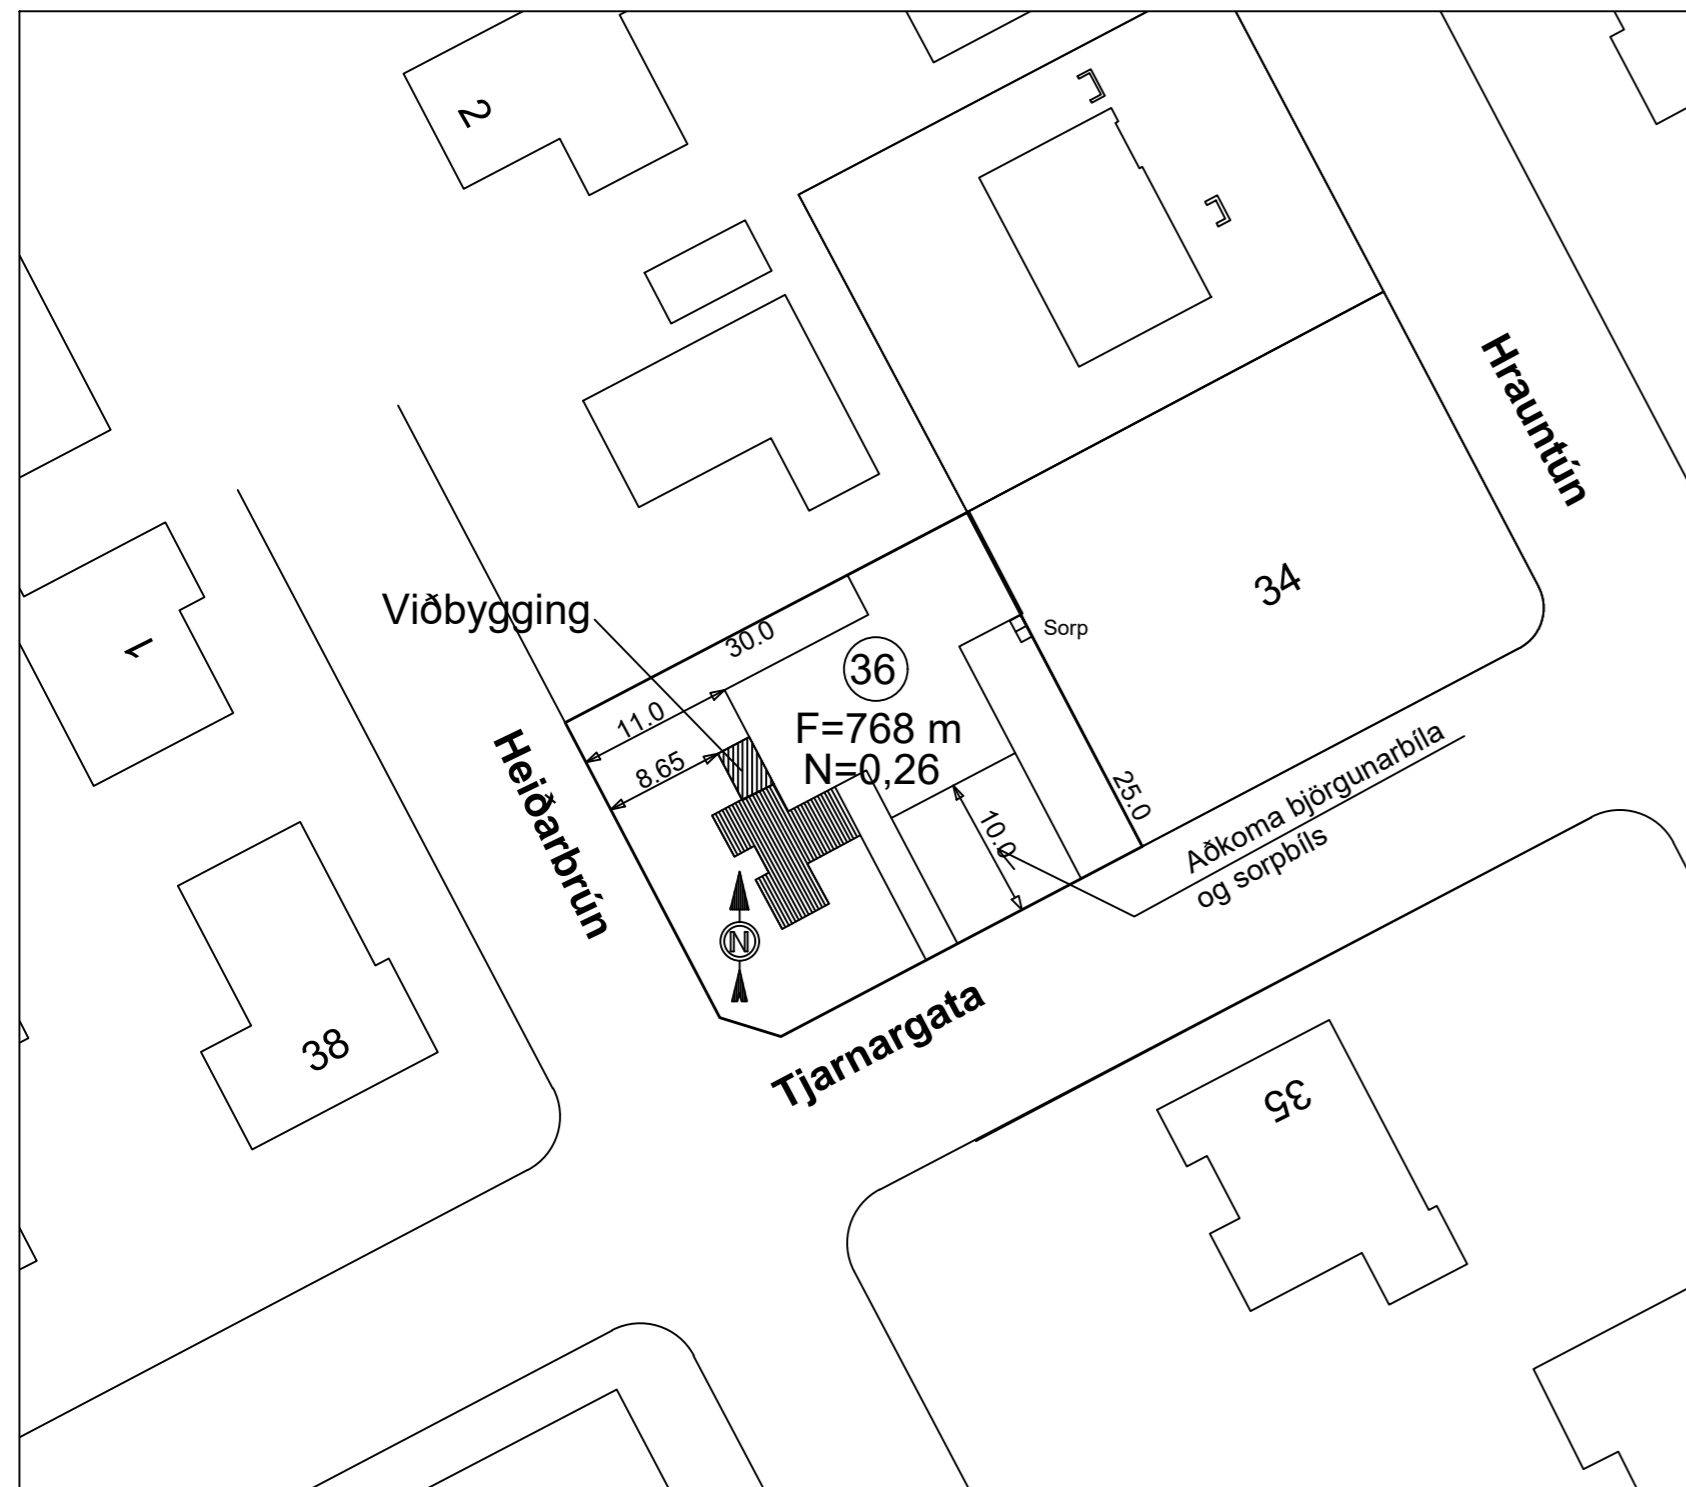 2
Hrauntún
34
Viðbygging
30.0
Sorp
36
1
11.0
F=768 m
N=0,26
8.65
Heiðarbrún
25.0
10.0
Aðkoma björgunarbíla
og sorpbíls
N
38
Tjarnargata
35